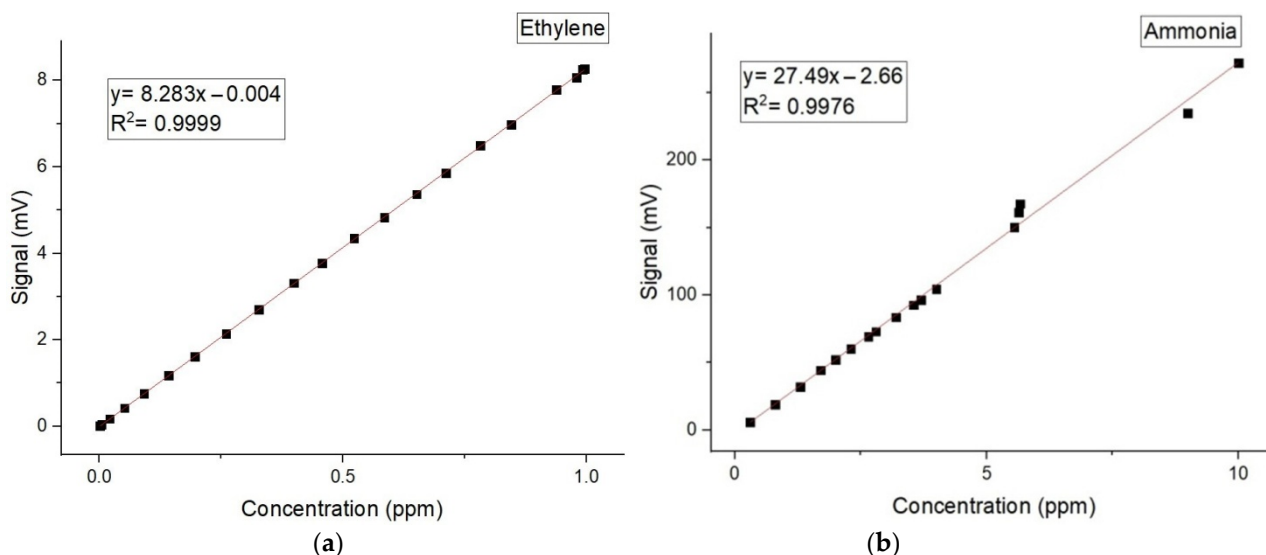 Ethylene
y= 8.283x – 0.004
R²= 0.9999
8
6
4
2
0
Signal (mV)
0.0 0.5 1.0
Concentration (ppm)
(a)
Ammonia
y= 27.49x – 2.66
R²= 0.9976
200
100
0
Signal (mV)
0 5 10
Concentration (ppm)
(b)